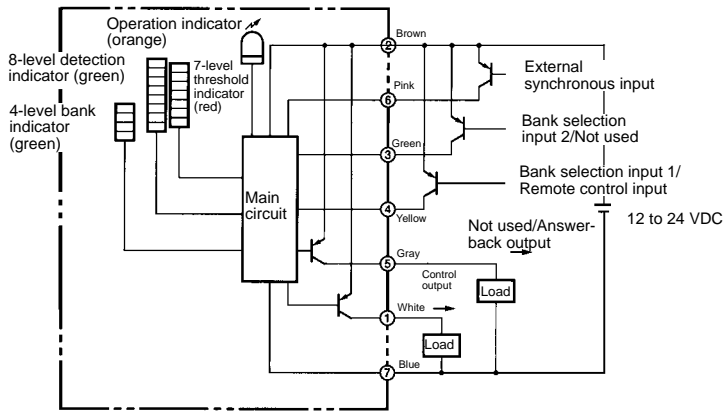 Operation indicator
(orange)
8-level detection
indicator (green)
7-level
threshold
indicator
(red)
4-level bank
indicator
(green)
Main
circuit
2
Brown
6
Pink
3
Green
4
Yellow
5
Gray
1
White
7
Blue
External
synchronous input
Bank selection
input 2/Not used
Bank selection input 1/
Remote control input
12 to 24 VDC
Not used/Answer-
back output
Control
output
Load
Load